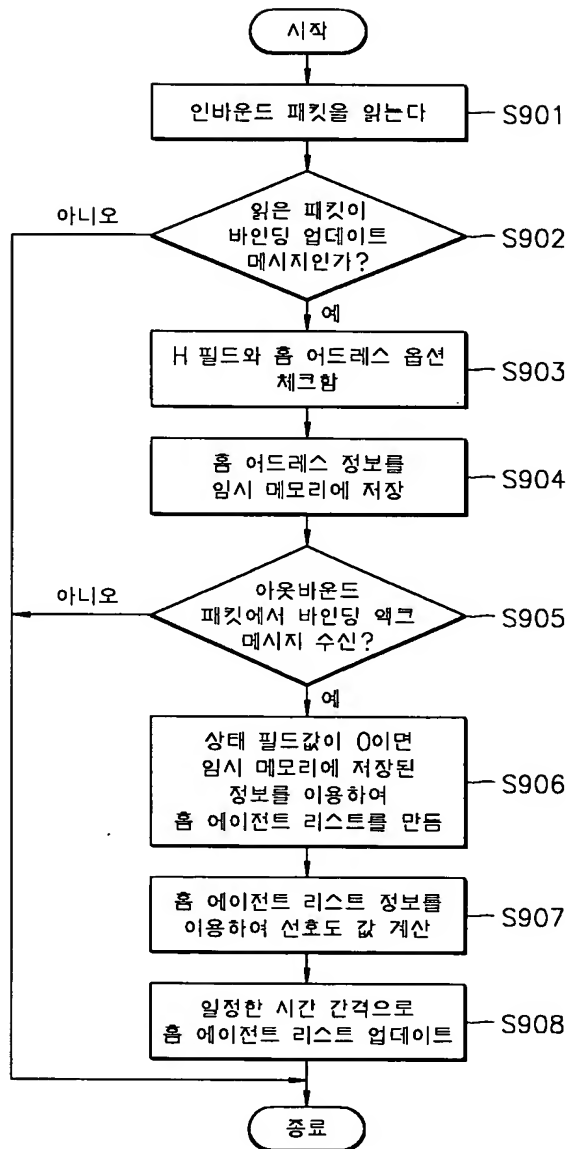 시작
인바운드 패킷을 읽는다
S901
아니오
읽은 패킷이
바인딩 업데이트
메시지인가?
S902
예
H 필드와 홈 어드레스 옵션
체크함
S903
홈 어드레스 정보를
임시 메모리에 저장
S904
아니오
아웃바운드
패킷에서 바인딩 액크
메시지 수신?
S905
예
상태 필드값이 0이면
임시 메모리에 저장된
정보를 이용하여
홈 에이전트 리스트를 만듬
S906
홈 에이전트 리스트 정보를
이용하여 선호도 값 계산
S907
일정한 시간 간격으로
홈 에이전트 리스트 업데이트
S908
종료